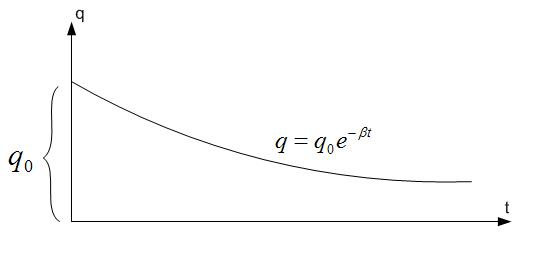 q
q₀
q = q₀e^{−βt}
t